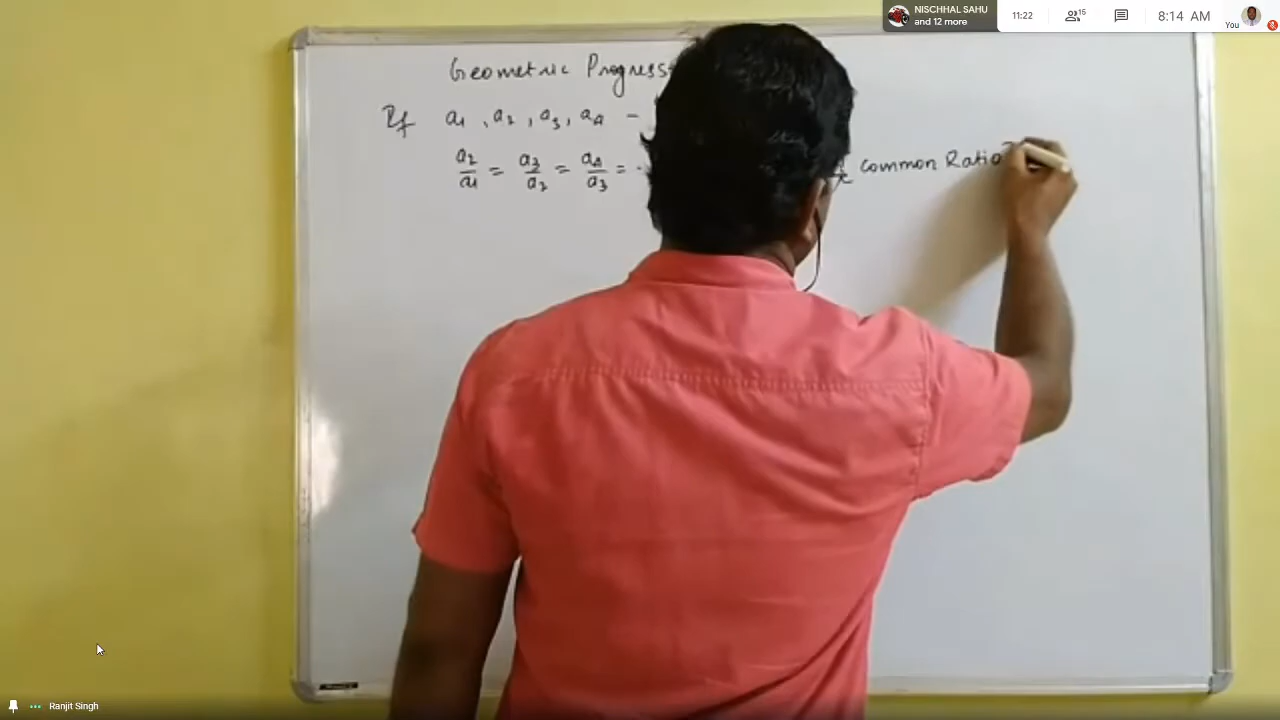 NISCHHAL SAHU
and 12 more
11:22
15
8:14 AM
You
Geometric Progress
If a1, a2, a3, a4 -
a2/a1 = a3/a2 = a4/a3 = -
common Ratio
Ranjit Singh